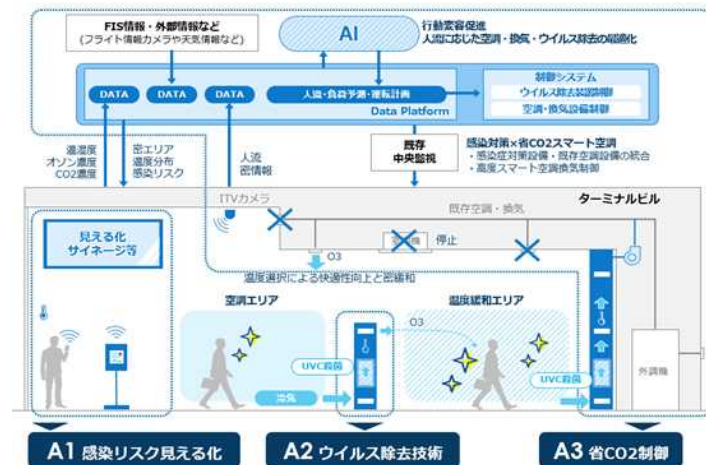 FIS情報・外部情報など
(フライト情報カメラや天気情報など)
AI
行動変容促進
人流に応じた空調・換気・ウイルス除去の最適化
DATA
DATA
DATA
人流・負荷予測・運転計画
Data Platform
制御システム
ウイルス除去装置制御
空調・換気設備制御
温湿度
オゾン濃度
CO2濃度
密エリア
温度分布
感染リスク
人流
密情報
既存
中央監視
感染対策×省CO2スマート空調
・感染症対策設備・既存空調設備の統合
・高度スマート空調換気制御
ITVカメラ
既存空調・換気
ターミナルビル
見える化
サイネージ等
停止
O3
温度選択による快適性向上と密緩和
空調エリア
温度緩和エリア
O3
UVC殺菌
UVC殺菌
冷気
外調機
A1 感染リスク見える化
A2 ウイルス除去技術
A3 省CO2制御